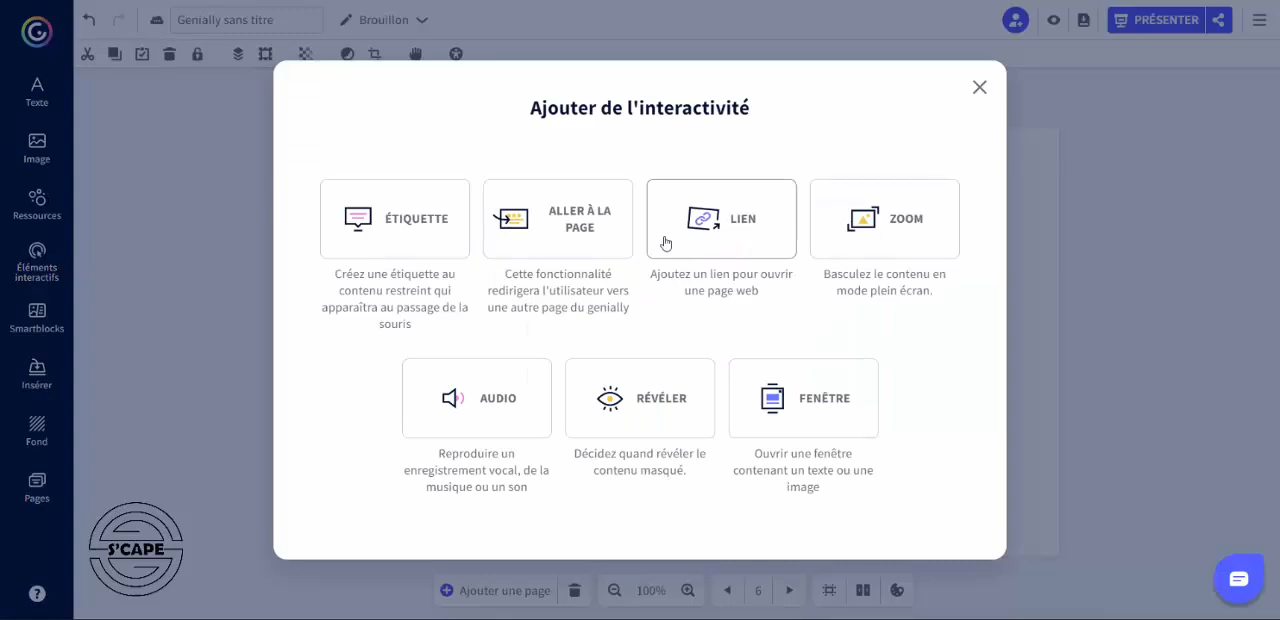 Genially sans titre
Brouillon
PRÉSENTER
Texte
Image
Ressources
Éléments
interactifs
Smartblocks
Insérer
Fond
Pages
?
Ajouter de l'interactivité
ÉTIQUETTE
Créez une étiquette au
contenu restreint qui
apparaîtra au passage de la
souris
ALLER À LA
PAGE
Cette fonctionnalité
redirigera l'utilisateur vers
une autre page du genially
LIEN
Ajoutez un lien pour ouvrir
une page web
ZOOM
Basculez le contenu en
mode plein écran.
AUDIO
Reproduire un
enregistrement vocal, de la
musique ou un son
RÉVÉLER
Décidez quand révéler le
contenu masqué.
FENÊTRE
Ouvrir une fenêtre
contenant un texte ou une
image
S'CAPE
Ajouter une page
100%
6